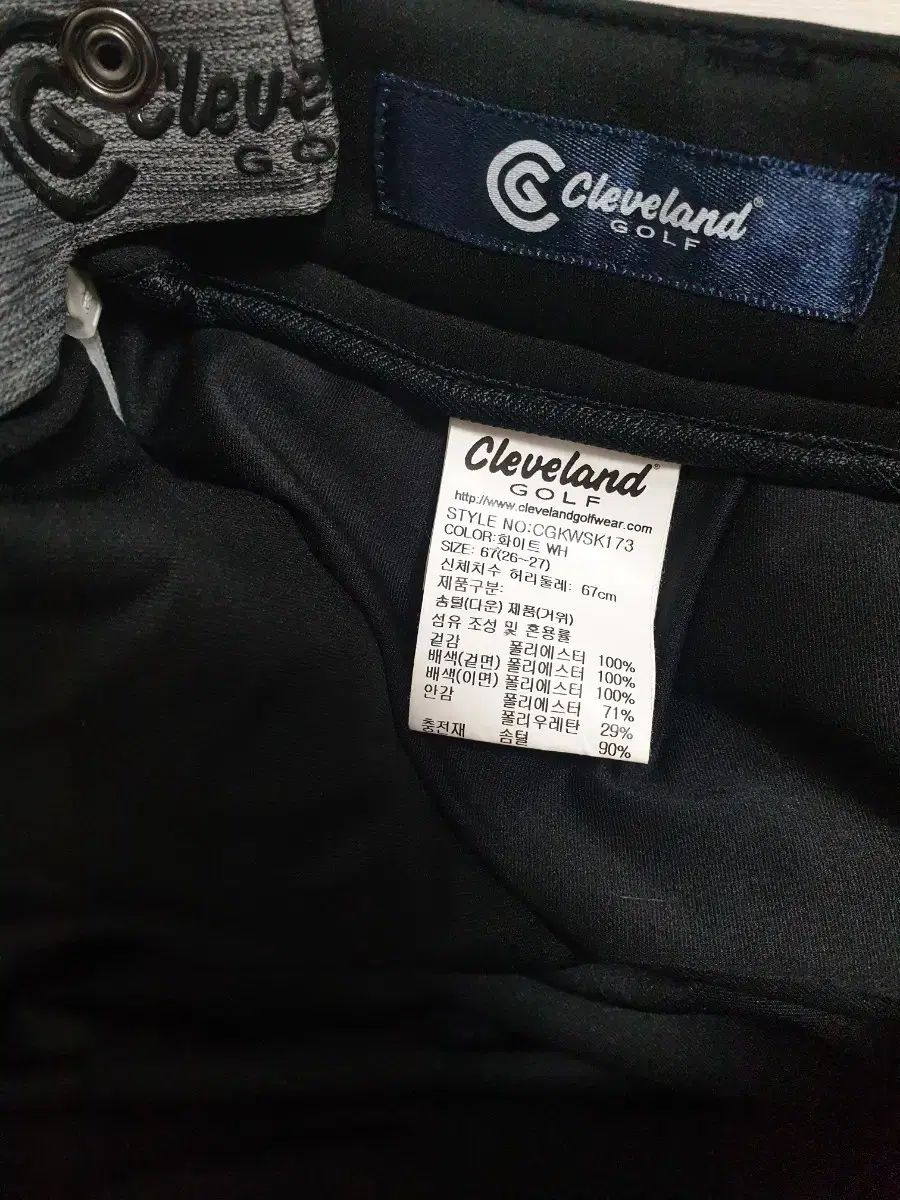 Cleve
GO
Cleveland®
GOLF
Cleveland®
GOLF
http://www.clevelandgolfwear.com
STYLE NO:CGKWSK173
COLOR:화이트 WH
SIZE: 67(26~27)
신체치수 허리둘레: 67cm
제품구분:
솜털(다운) 제품(거위)
섬유 조성 및 혼용률
겉감 폴리에스터 100%
배색(겉면) 폴리에스터 100%
배색(이면) 폴리에스터 100%
안감 폴리에스터 71%
폴리우레탄 29%
충전재 솜털 90%